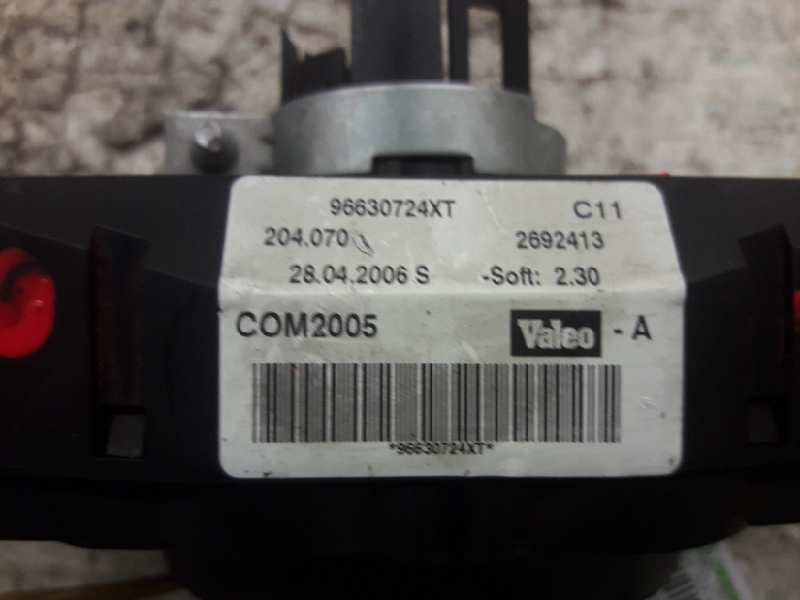 96630724XT C11
204.070 2692413
28.04.2006 S -Soft: 2.30
COM2005 Valeo - A
*96630724XT*